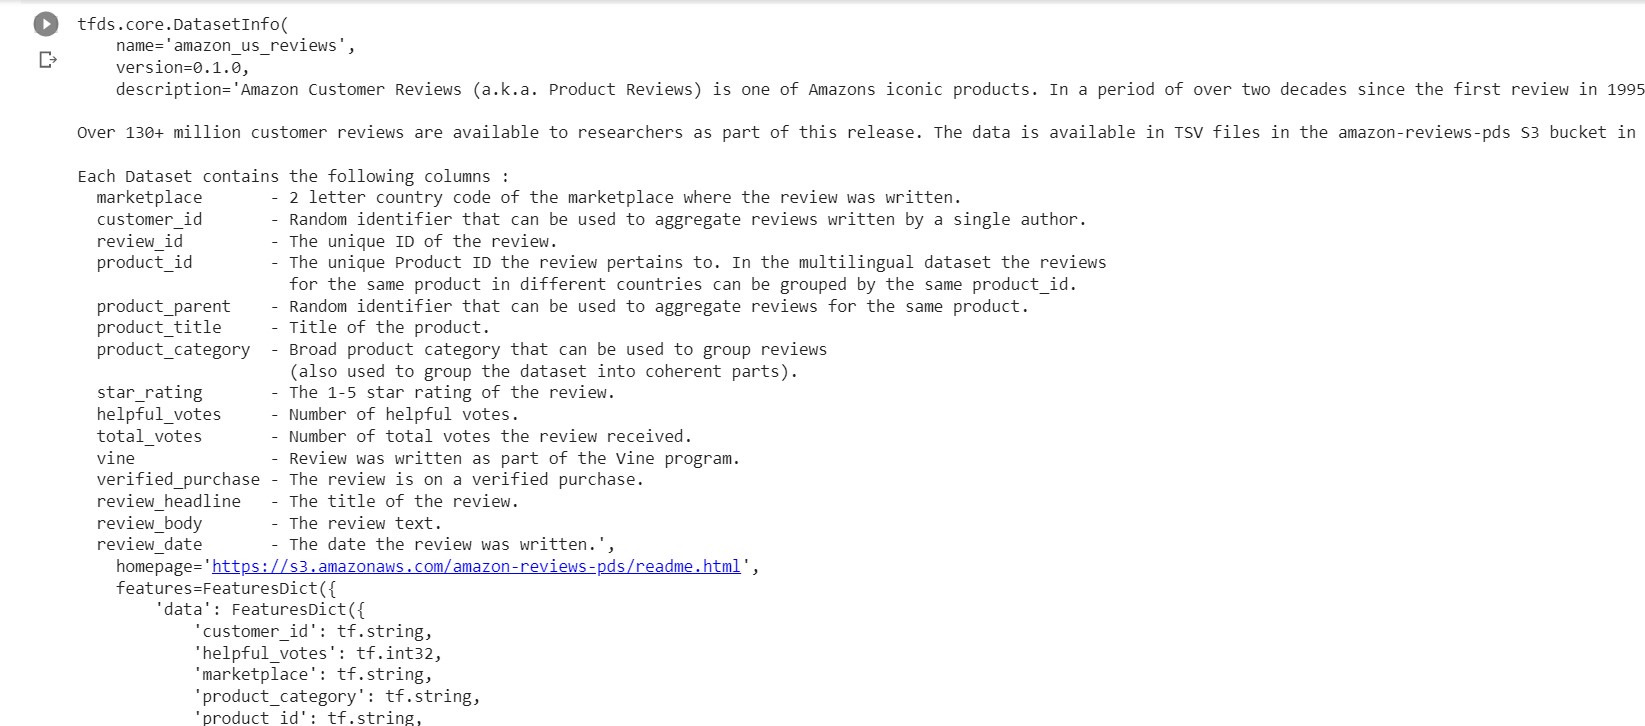 tfds.core.DatasetInfo(
    name='amazon_us_reviews',
    version=0.1.0,
    description='Amazon Customer Reviews (a.k.a. Product Reviews) is one of Amazons iconic products. In a period of over two decades since the first review in 1995
Over 130+ million customer reviews are available to researchers as part of this release. The data is available in TSV files in the amazon-reviews-pds S3 bucket in
Each Dataset contains the following columns :
  marketplace       - 2 letter country code of the marketplace where the review was written.
  customer_id       - Random identifier that can be used to aggregate reviews written by a single author.
  review_id         - The unique ID of the review.
  product_id        - The unique Product ID the review pertains to. In the multilingual dataset the reviews
                      for the same product in different countries can be grouped by the same product_id.
  product_parent    - Random identifier that can be used to aggregate reviews for the same product.
  product_title     - Title of the product.
  product_category  - Broad product category that can be used to group reviews
                      (also used to group the dataset into coherent parts).
  star_rating       - The 1-5 star rating of the review.
  helpful_votes     - Number of helpful votes.
  total_votes       - Number of total votes the review received.
  vine              - Review was written as part of the Vine program.
  verified_purchase - The review is on a verified purchase.
  review_headline   - The title of the review.
  review_body       - The review text.
  review_date       - The date the review was written.',
    homepage='https://s3.amazonaws.com/amazon-reviews-pds/readme.html',
    features=FeaturesDict({
        'data': FeaturesDict({
            'customer_id': tf.string,
            'helpful_votes': tf.int32,
            'marketplace': tf.string,
            'product_category': tf.string,
            'product_id': tf.string,